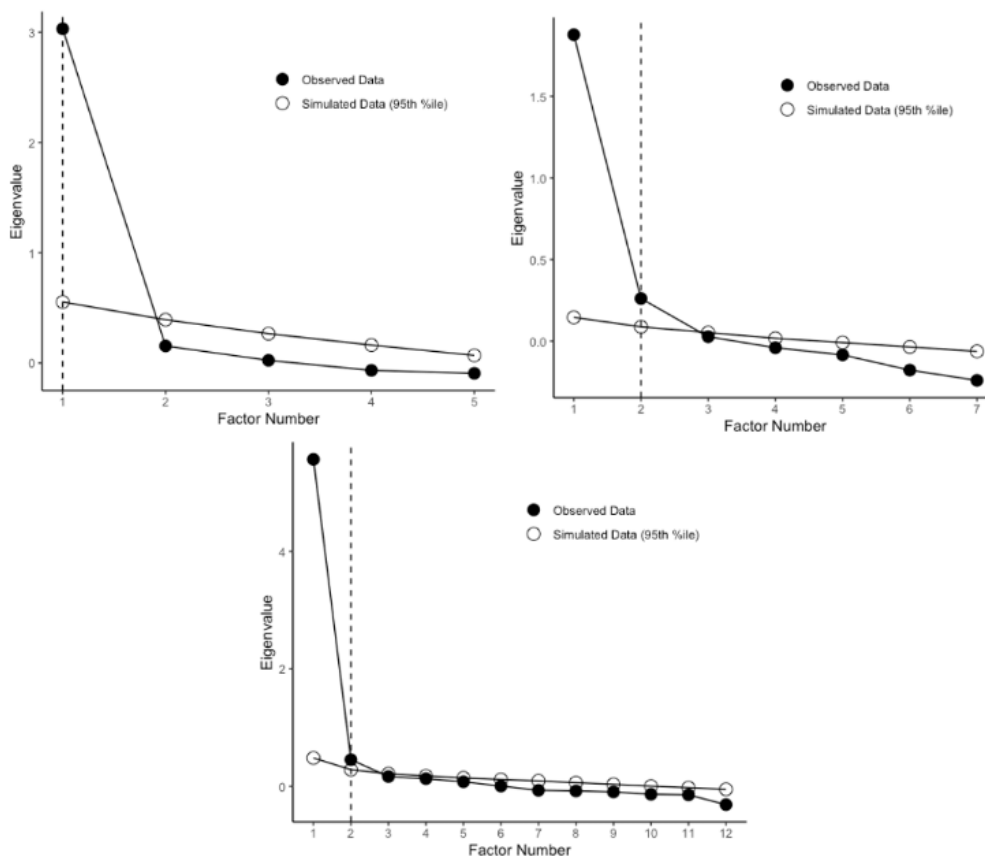 3
2
1
0
Eigenvalue
Observed Data
Simulated Data (95th %ile)
1 2 3 4 5
Factor Number
1.5
1.0
0.5
0.0
Eigenvalue
Observed Data
Simulated Data (95th %ile)
1 2 3 4 5 6 7
Factor Number
4
2
0
Eigenvalue
Observed Data
Simulated Data (95th %ile)
1 2 3 4 5 6 7 8 9 10 11 12
Factor Number